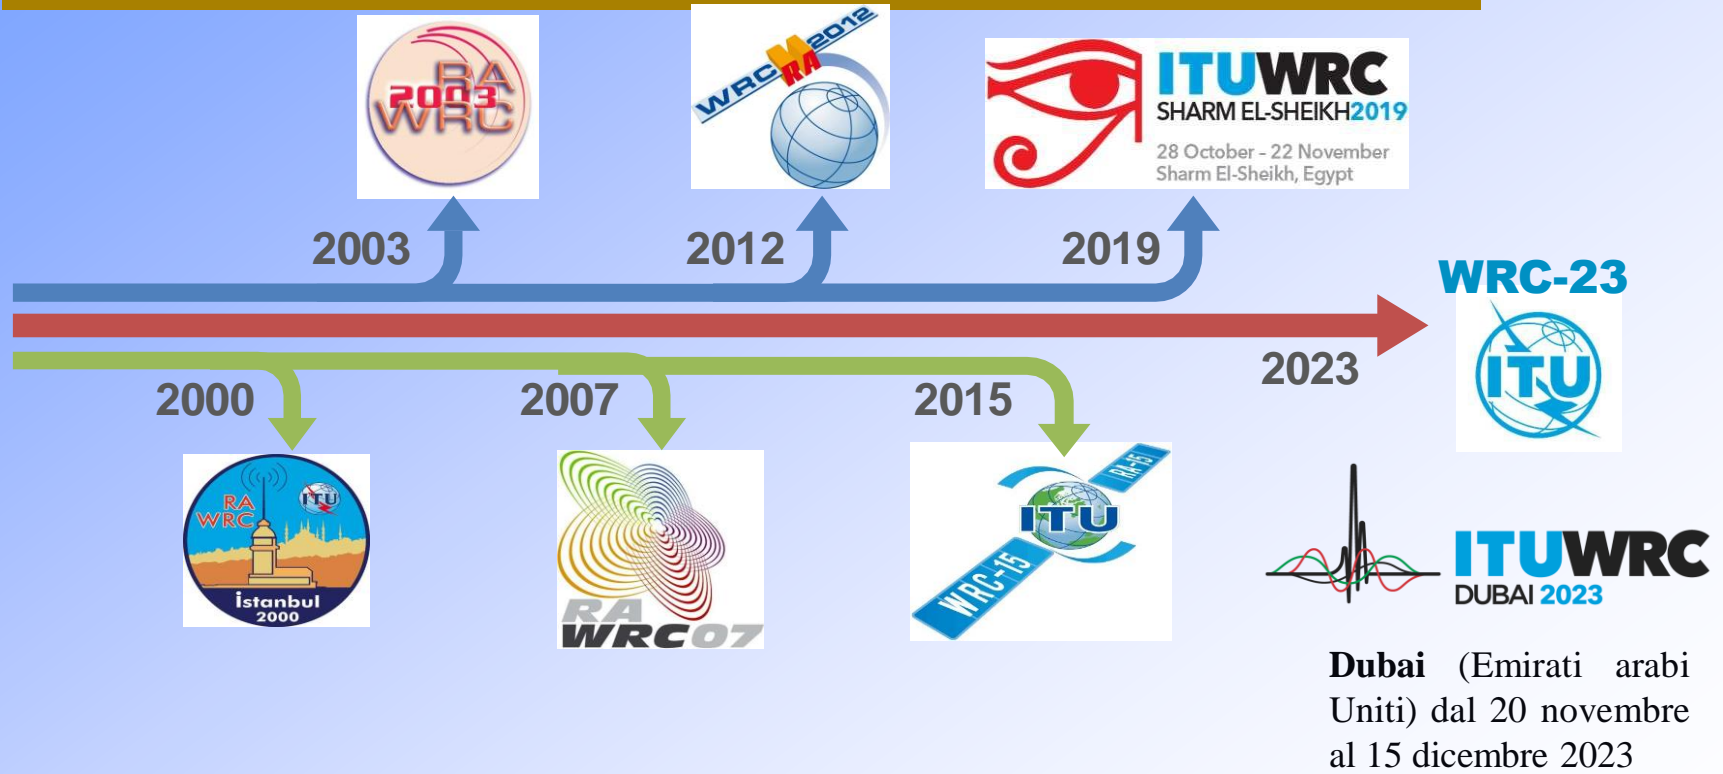 RA
2003
WRC
WRC RA 2012
ITUWRC
SHARM EL-SHEIKH2019
28 October - 22 November
Sharm El-Sheikh, Egypt
2003
2012
2019
WRC-23
ITU
2023
2000
2007
2015
RA
WRC
ITU
İstanbul
2000
RA
WRC07
RA-15
ITU
WRC-15
ITUWRC
DUBAI 2023
Dubai (Emirati arabi
Uniti) dal 20 novembre
al 15 dicembre 2023